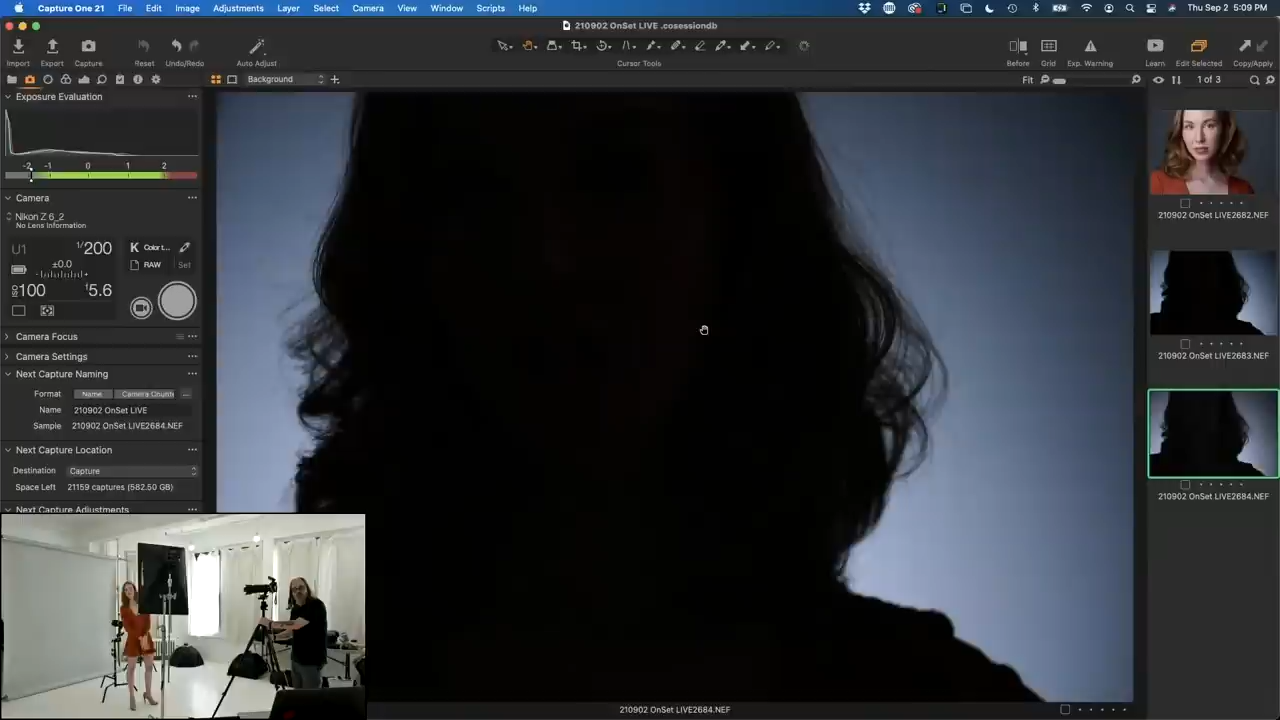 Capture One 21 File Edit Image Adjustments Layer Select Camera View Window Scripts Help Thu Sep 2 5:09 PM
210902 OnSet LIVE .cosessiondb
Import Export Capture Reset Undo/Redo Auto Adjust Cursor Tools Before Grid Exp. Warning Learn Edit Selected Copy/Apply
Background Fit 1 of 3
Exposure Evaluation
-2 -1 0 1 2
Camera
Nikon Z 6_2
No Lens Information
U1 1/200 K Color L...
±0.0 RAW Set
ISO 100 f5.6
Camera Focus
Camera Settings
Next Capture Naming
Format Name Camera Count
Name 210902 OnSet LIVE
Sample 210902 OnSet LIVE2684.NEF
Next Capture Location
Destination Capture
Space Left 21159 captures (582.50 GB)
Next Capture Adjustments
210902 OnSet LIVE2682.NEF
210902 OnSet LIVE2683.NEF
210902 OnSet LIVE2684.NEF
210902 OnSet LIVE2684.NEF